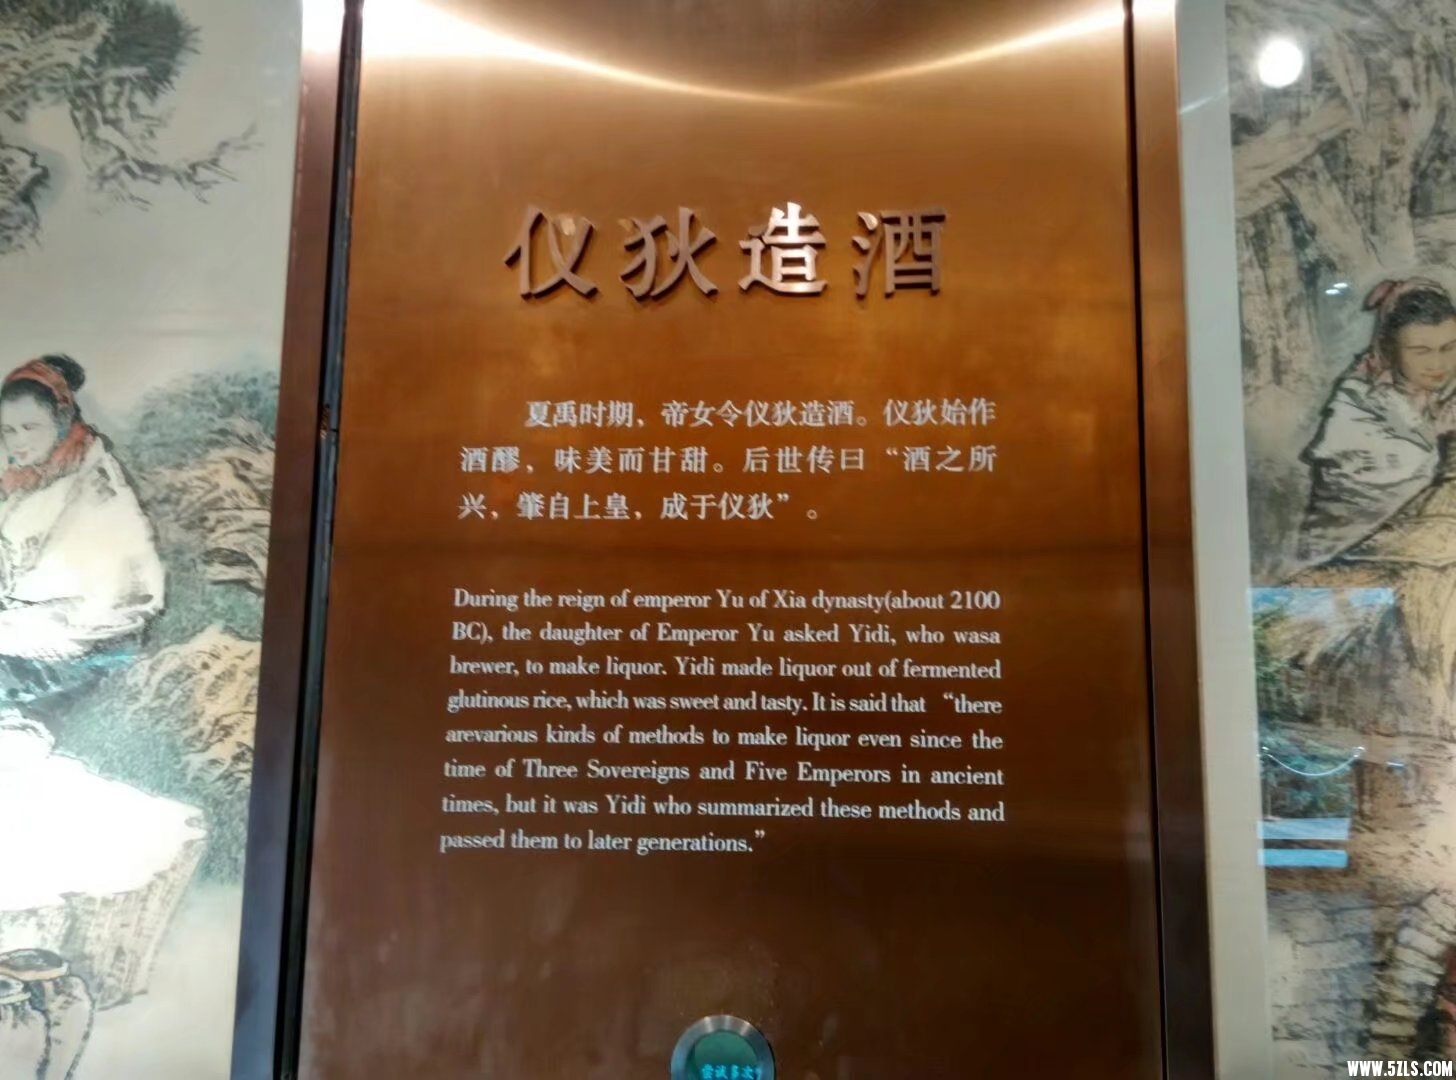 仪狄造酒
夏禹时期，帝女令仪狄造酒。仪狄始作
酒醪，味美而甘甜。后世传曰“酒之所
兴，肇自上皇，成于仪狄”。
During the reign of emperor Yu of Xia dynasty(about 2100
BC), the daughter of Emperor Yu asked Yidi, who wasa
brewer, to make liquor. Yidi made liquor out of fermented
glutinous rice, which was sweet and tasty. It is said that “there
arevarious kinds of methods to make liquor even since the
time of Three Sovereigns and Five Emperors in ancient
times, but it was Yidi who summarized these methods and
passed them to later generations.”
尝试多次
WWW.5ZLS.COM